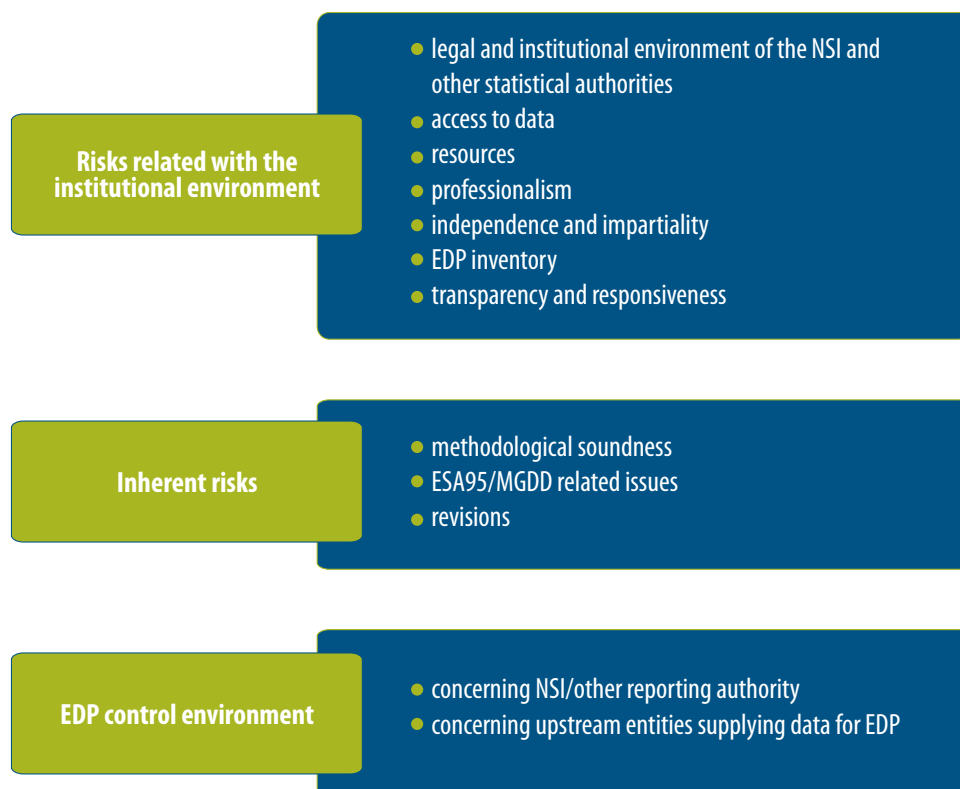 Risks related with the
institutional environment
• legal and institutional environment of the NSI and
other statistical authorities
• access to data
• resources
• professionalism
• independence and impartiality
• EDP inventory
• transparency and responsiveness
Inherent risks
• methodological soundness
• ESA95/MGDD related issues
• revisions
EDP control environment
• concerning NSI/other reporting authority
• concerning upstream entities supplying data for EDP